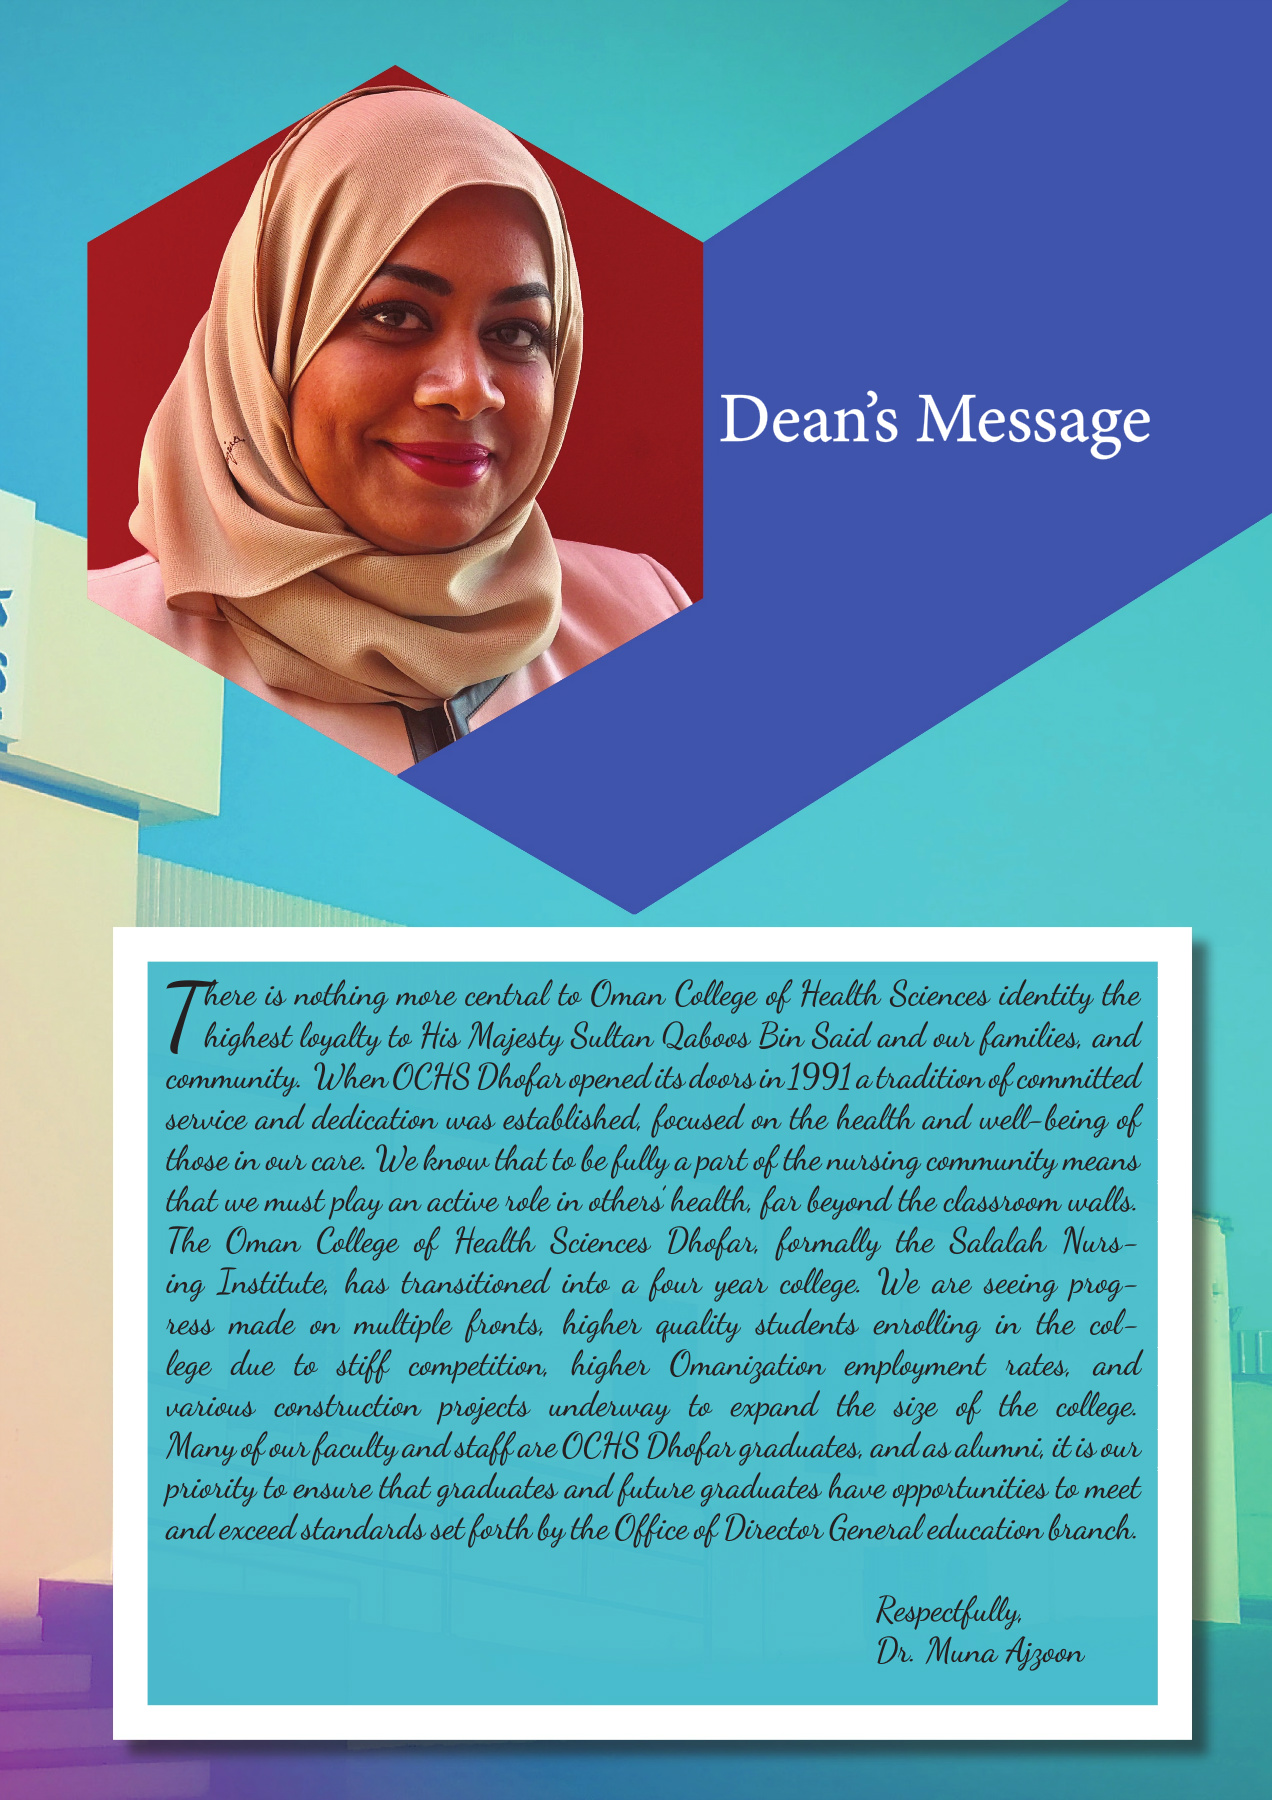 Dean’s Message
There is nothing more central to Oman College of Health Sciences identity the
highest loyalty to His Majesty Sultan Qaboos Bin Said and our families, and
community. When OCHS Dhofar opened its doors in 1991 a tradition of committed
service and dedication was established, focused on the health and well-being of
those in our care. We know that to be fully a part of the nursing community means
that we must play an active role in others’ health, far beyond the classroom walls.
The Oman College of Health Sciences Dhofar, formally the Salalah Nurs-
ing Institute, has transitioned into a four year college. We are seeing prog-
ress made on multiple fronts, higher quality students enrolling in the col-
lege due to stiff competition, higher Omanization employment rates, and
various construction projects underway to expand the size of the college.
Many of our faculty and staff are OCHS Dhofar graduates, and as alumni, it is our
priority to ensure that graduates and future graduates have opportunities to meet
and exceed standards set forth by the Office of Director General education branch.
Respectfully,
Dr. Muna Ajzoon